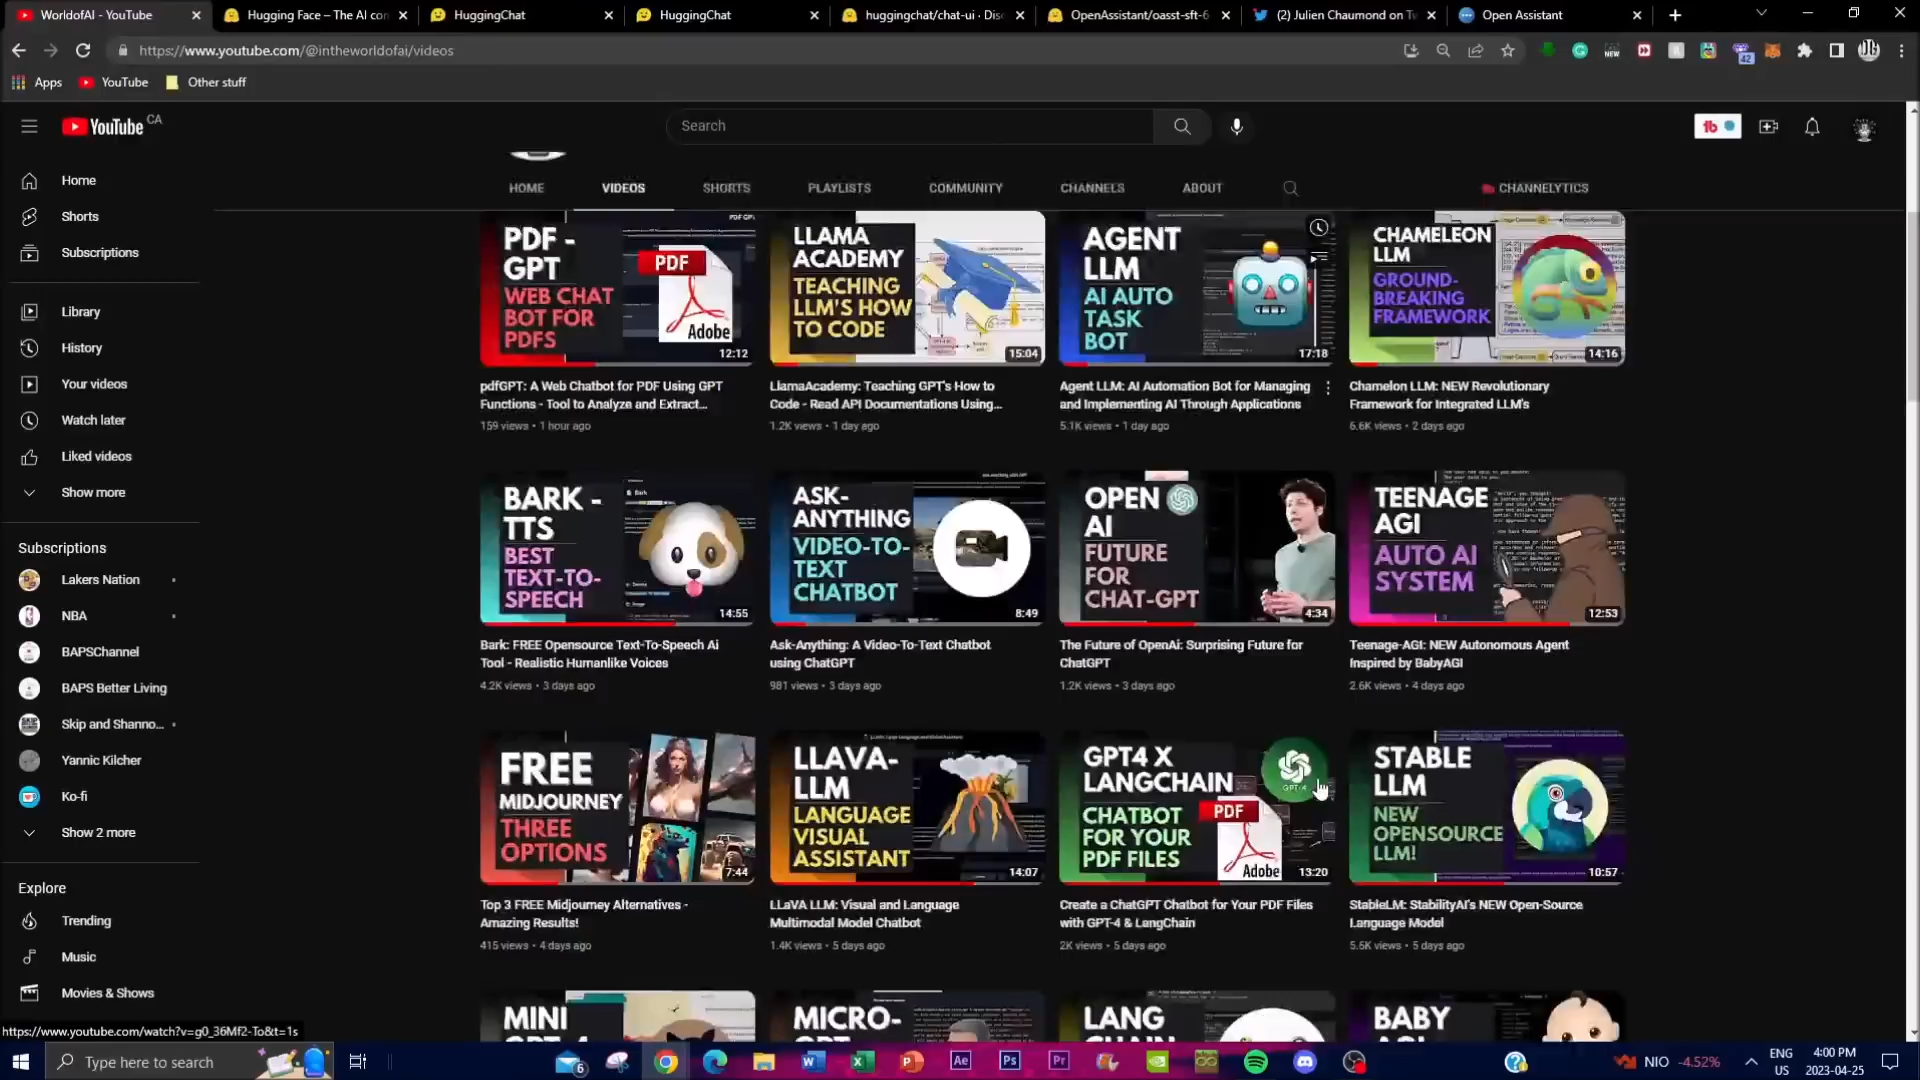 WorldofAI - YouTube
Hugging Face – The AI con
HuggingChat
HuggingChat
huggingchat/chat-ui · Disc
OpenAssistant/oasst-sft-6
(2) Julien Chaumond on Tw
Open Assistant
https://www.youtube.com/@intheworldofai/videos
NEW
42
Apps
YouTube
Other stuff
YouTube CA
Search
tb
Home
Shorts
Subscriptions
Library
History
Your videos
Watch later
Liked videos
Show more
Subscriptions
Lakers Nation
NBA
BAPSChannel
BAPS Better Living
Skip and Shanno...
Yannic Kilcher
Ko-fi
Show 2 more
Explore
Trending
Music
Movies & Shows
HOME
VIDEOS
SHORTS
PLAYLISTS
COMMUNITY
CHANNELS
ABOUT
CHANNELYTICS
PDF -
GPT
WEB CHAT
BOT FOR
PDFS
PDF
Adobe
12:12
pdfGPT: A Web Chatbot for PDF Using GPT
Functions - Tool to Analyze and Extract...
159 views • 1 hour ago
LLAMA
ACADEMY
TEACHING
LLM'S HOW
TO CODE
15:04
LlamaAcademy: Teaching GPT's How to
Code - Read API Documentations Using...
1.2K views • 1 day ago
AGENT
LLM
AI AUTO
TASK
BOT
17:18
Agent LLM: AI Automation Bot for Managing
and Implementing AI Through Applications
5.1K views • 1 day ago
CHAMELEON
LLM
GROUND-
BREAKING
FRAMEWORK
14:16
Chamelon LLM: NEW Revolutionary
Framework for Integrated LLM's
6.6K views • 2 days ago
BARK -
TTS
BEST
TEXT-TO-
SPEECH
14:55
Bark: FREE Opensource Text-To-Speech Ai
Tool - Realistic Humanlike Voices
4.2K views • 3 days ago
ASK-
ANYTHING
VIDEO-TO-
TEXT
CHATBOT
8:49
Ask-Anything: A Video-To-Text Chatbot
using ChatGPT
981 views • 3 days ago
OPEN
AI
FUTURE
FOR
CHAT-GPT
4:34
The Future of OpenAi: Surprising Future for
ChatGPT
1.2K views • 3 days ago
TEENAGE
AGI
AUTO AI
SYSTEM
12:53
Teenage-AGI: NEW Autonomous Agent
Inspired by BabyAGI
2.6K views • 4 days ago
FREE
MIDJOURNEY
THREE
OPTIONS
7:44
Top 3 FREE Midjourney Alternatives -
Amazing Results!
415 views • 4 days ago
LLAVA-
LLM
LANGUAGE
VISUAL
ASSISTANT
14:07
LLaVA LLM: Visual and Language
Multimodal Model Chatbot
1.4K views • 5 days ago
GPT4 X
LANGCHAIN
CHATBOT
FOR YOUR
PDF FILES
GPT-4
PDF
Adobe
13:20
Create a ChatGPT Chatbot for Your PDF Files
with GPT-4 & LangChain
2K views • 5 days ago
STABLE
LLM
NEW
OPENSOURCE
LLM!
10:57
StableLM: StabilityAI's NEW Open-Source
Language Model
5.5K views • 5 days ago
MINI
MICRO-
LANG
BABY
https://www.youtube.com/watch?v=g0_36Mf2-To&t=1s
Type here to search
6
Ae
Ps
Pr
NIO -4.52%
ENG
US
4:00 PM
2023-04-25